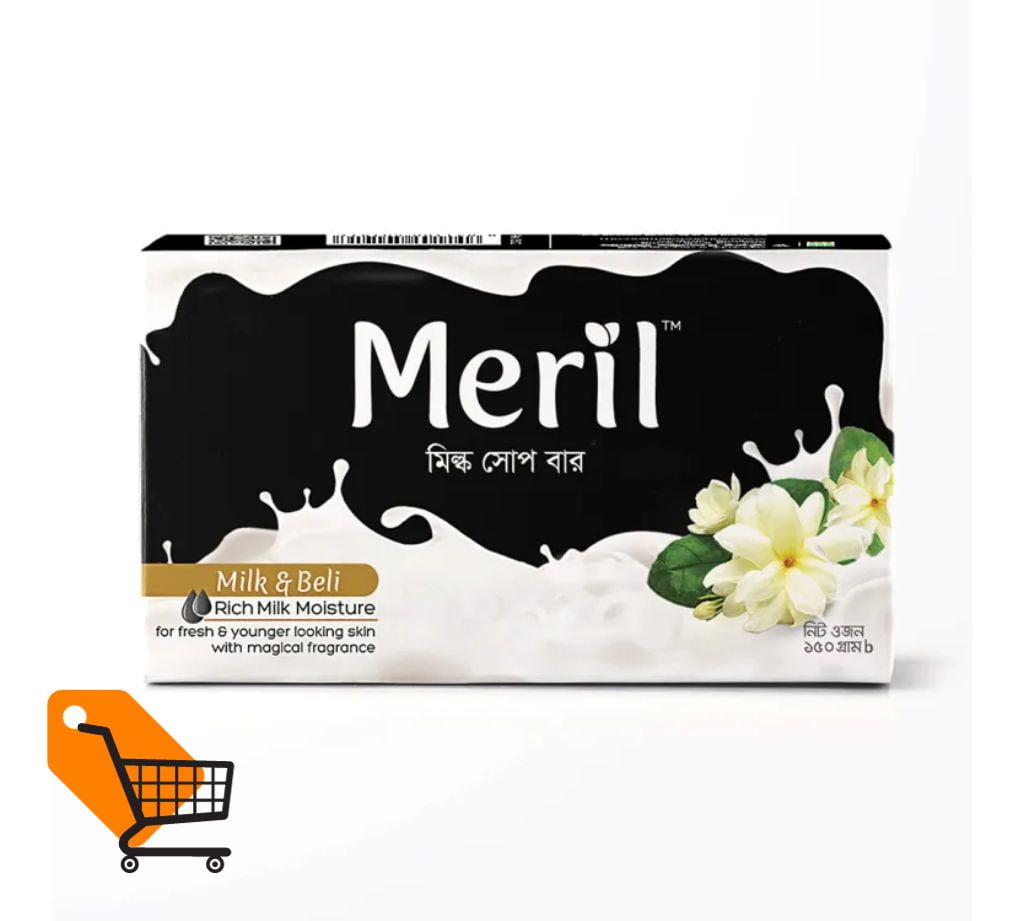 Meril™
মিল্ক সোপ বার
Milk & Beli
Rich Milk Moisture
for fresh & younger looking skin
with magical fragrance
নিট ওজন
১৫০ গ্রাম b